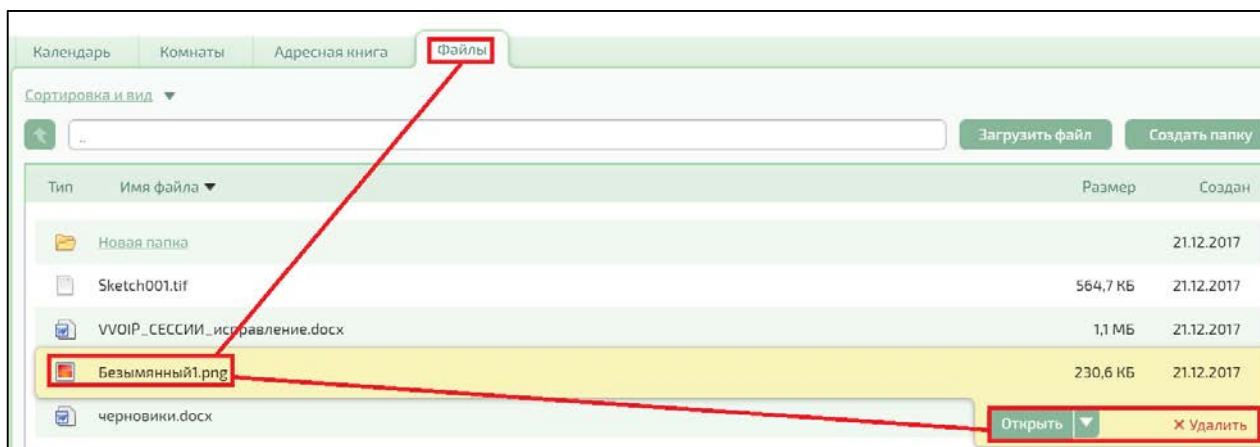 Календарь Комнаты Адресная книга Файлы
Сортировка и вид ▼
.. Загрузить файл Создать папку
Тип Имя файла ▼ Размер Создан
Новая папка 21.12.2017
Sketch001.tif 564,7 КБ 21.12.2017
VVOIP_СЕССИИ_исправление.docx 1,1 МБ 21.12.2017
Безымянный1.png 230,6 КБ 21.12.2017
черновики.docx Открыть ▼ × Удалить